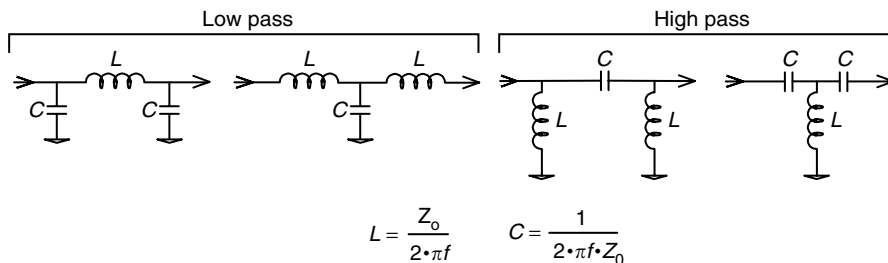 Low pass
High pass
L
L
L
C
C C
C
C
C
L
L
L
L = Z₀ / 2•πf
C = 1 / 2•πf•Z₀